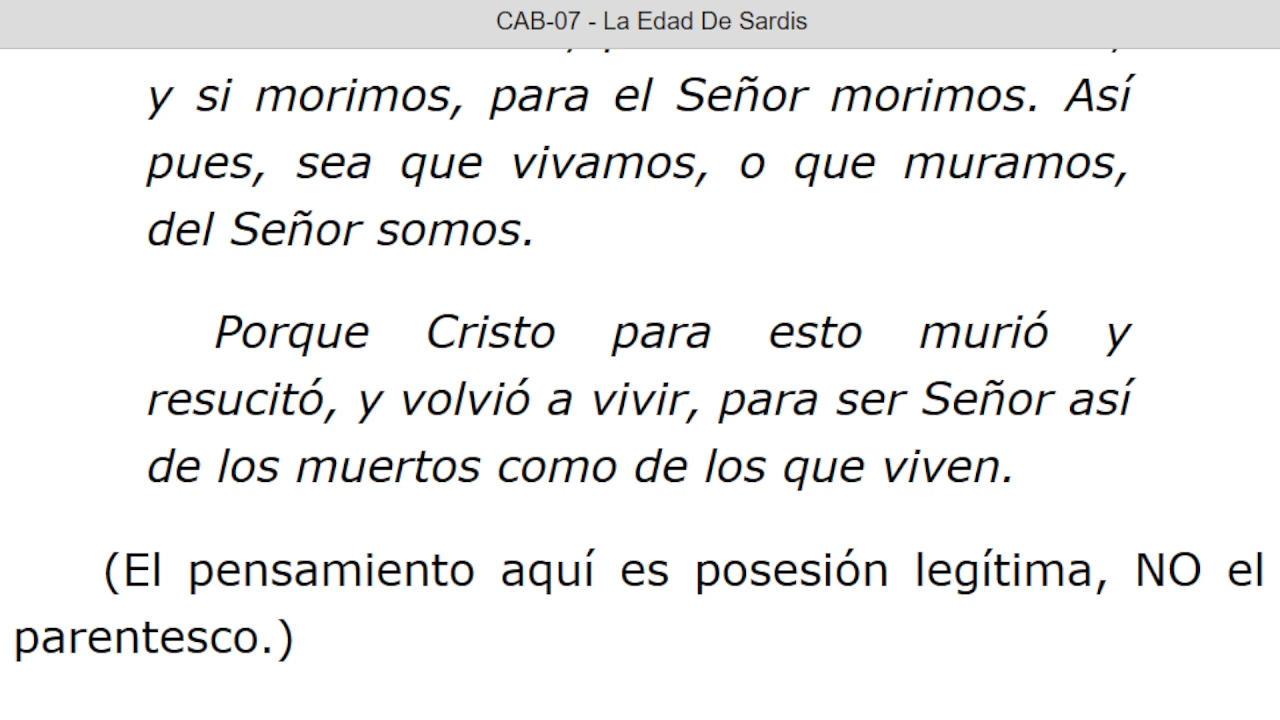 CAB-07 - La Edad De Sardis
y si morimos, para el Señor morimos. Así
pues, sea que vivamos, o que muramos,
del Señor somos.
Porque Cristo para esto murió y
resucitó, y volvió a vivir, para ser Señor así
de los muertos como de los que viven.
(El pensamiento aquí es posesión legítima, NO el
parentesco.)